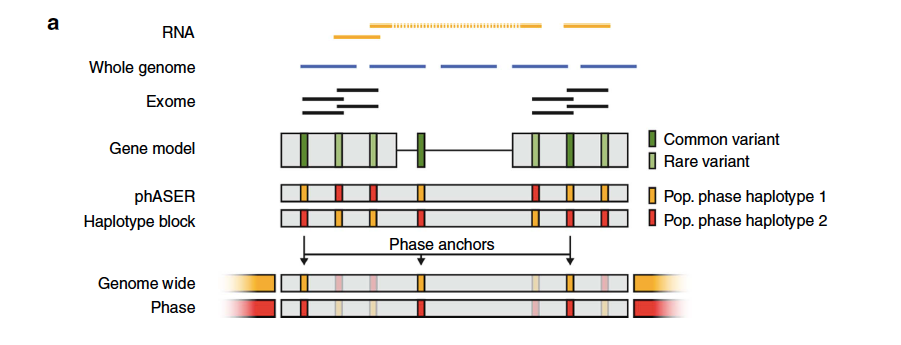 a
RNA
Whole genome
Exome
Gene model
Common variant
Rare variant
phASER
Haplotype block
Pop. phase haplotype 1
Pop. phase haplotype 2
Phase anchors
Genome wide
Phase